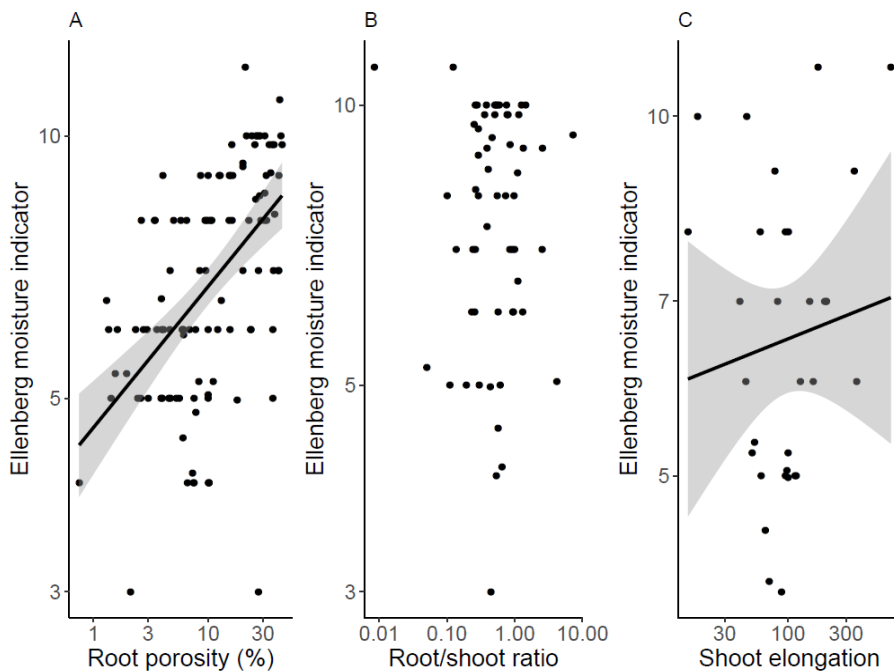 A
Ellenberg moisture indicator
10
5
3
1
3
10
30
Root porosity (%)
B
Ellenberg moisture indicator
10
5
3
0.01
0.10
1.00
10.00
Root/shoot ratio
C
Ellenberg moisture indicator
10
7
5
30
100
300
Shoot elongation